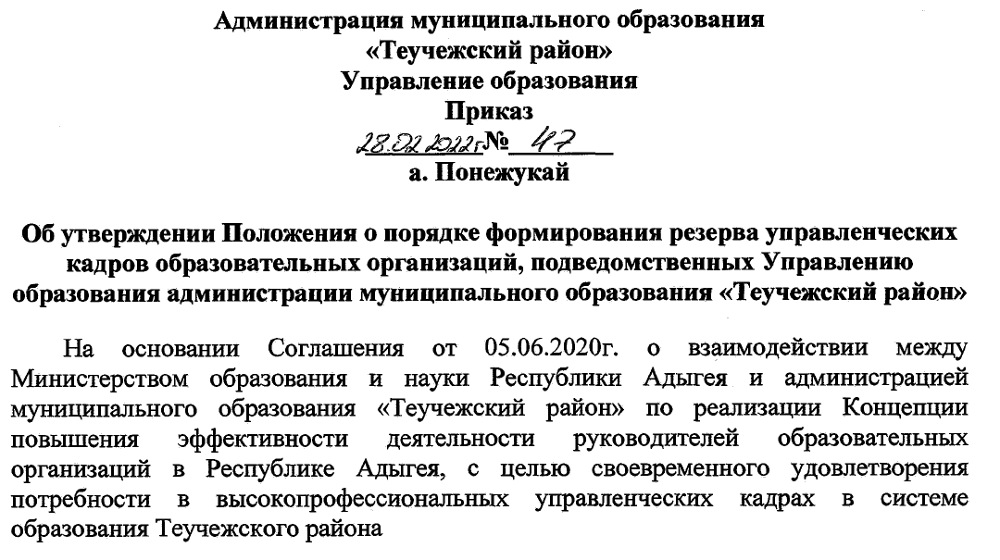 Администрация муниципального образования
«Теучежский район»
Управление образования
Приказ
28.02.2022г № 47
а. Понежукай
Об утверждении Положения о порядке формирования резерва управленческих
кадров образовательных организаций, подведомственных Управлению
образования администрации муниципального образования «Теучежский район»
На основании Соглашения от 05.06.2020г. о взаимодействии между
Министерством образования и науки Республики Адыгея и администрацией
муниципального образования «Теучежский район» по реализации Концепции
повышения эффективности деятельности руководителей образовательных
организаций в Республике Адыгея, с целью своевременного удовлетворения
потребности в высокопрофессиональных управленческих кадрах в системе
образования Теучежского района